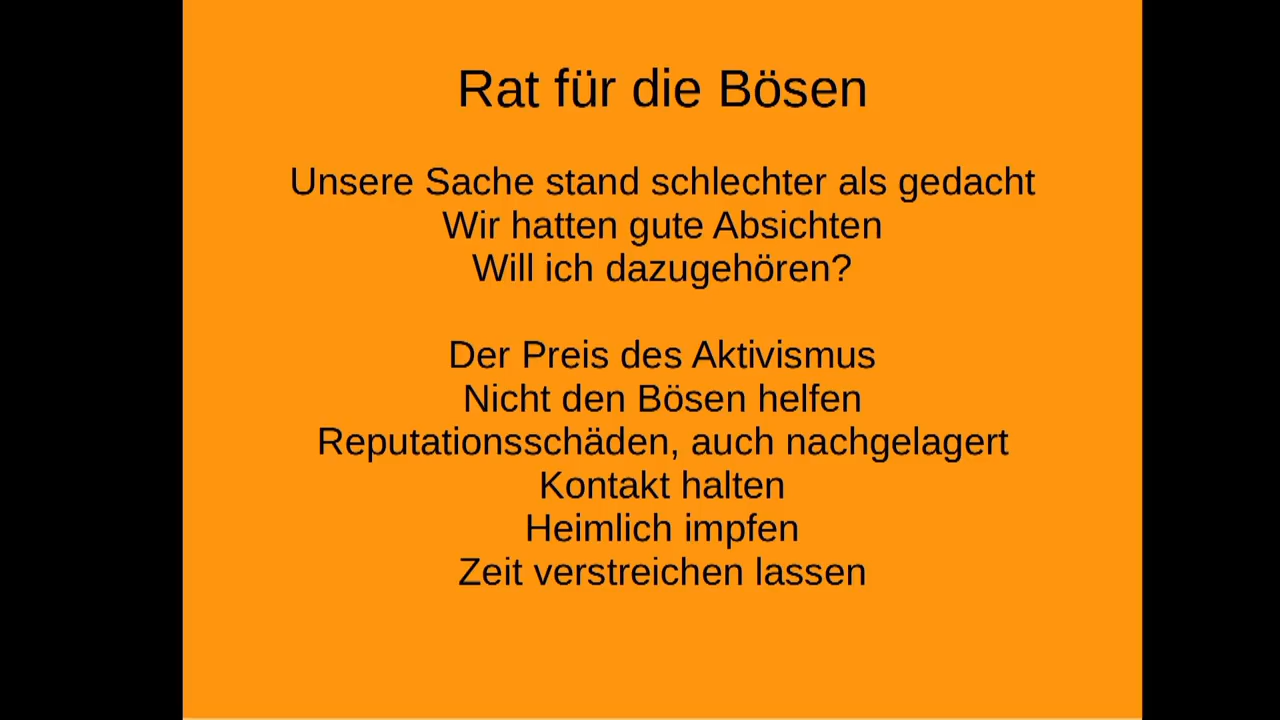 Rat für die Bösen
Unsere Sache stand schlechter als gedacht
Wir hatten gute Absichten
Will ich dazugehören?
Der Preis des Aktivismus
Nicht den Bösen helfen
Reputationsschäden, auch nachgelagert
Kontakt halten
Heimlich impfen
Zeit verstreichen lassen